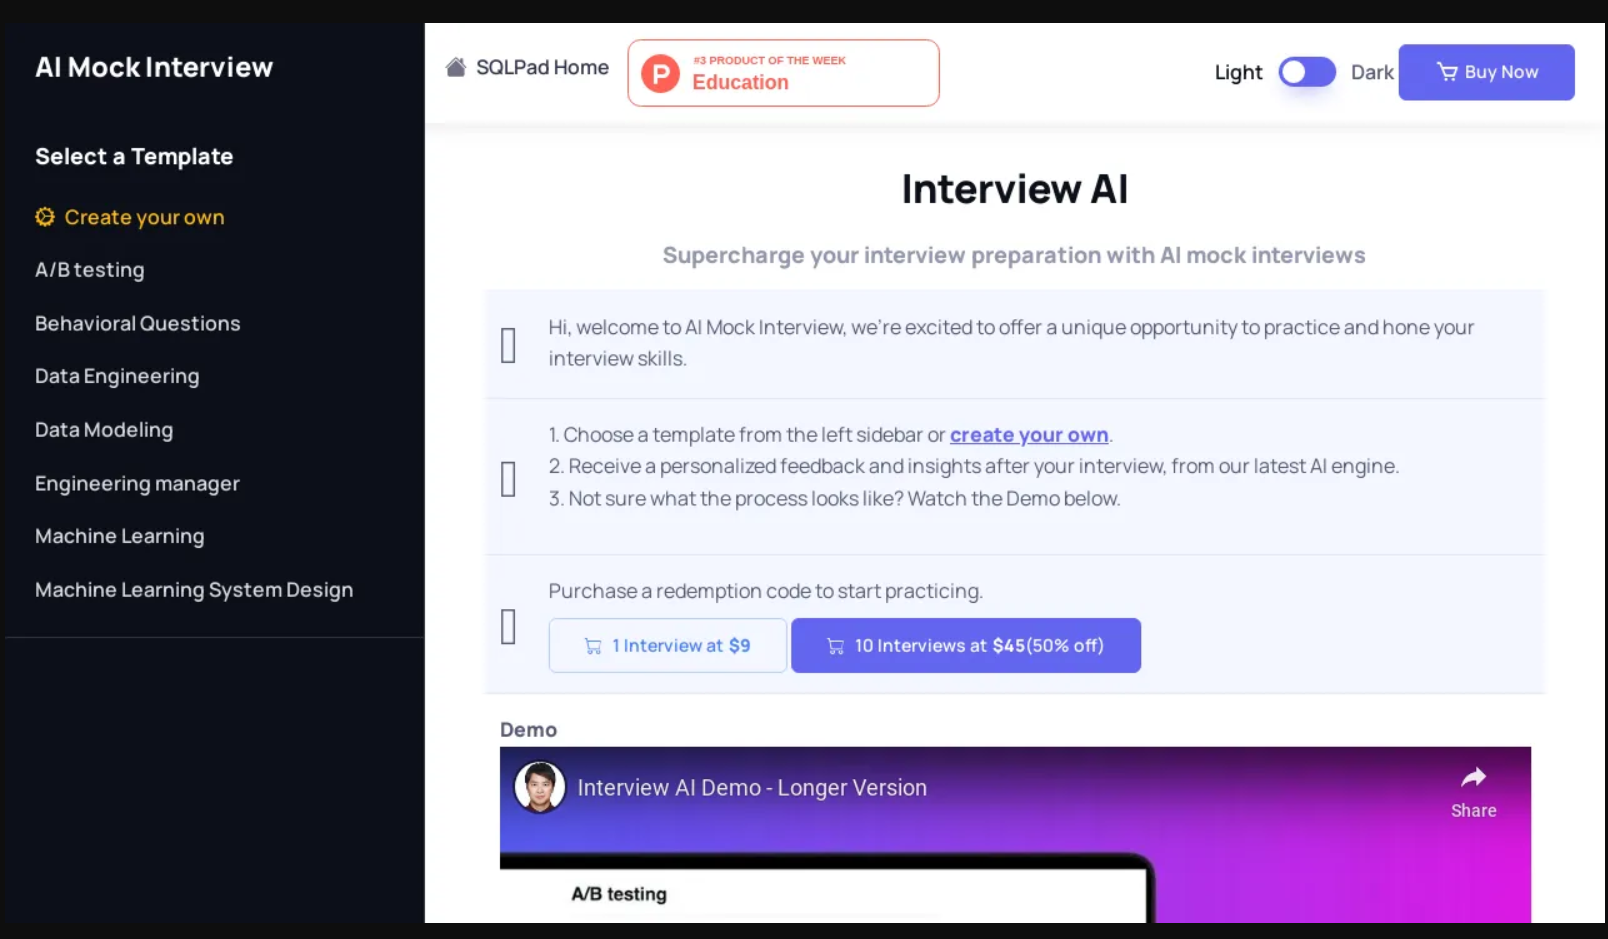 AI Mock Interview
Select a Template
Create your own
A/B testing
Behavioral Questions
Data Engineering
Data Modeling
Engineering manager
Machine Learning
Machine Learning System Design
SQLPad Home
P
#3 PRODUCT OF THE WEEK
Education
Light
Dark
Buy Now
Interview AI
Supercharge your interview preparation with AI mock interviews
Hi, welcome to AI Mock Interview, we're excited to offer a unique opportunity to practice and hone your
interview skills.
1. Choose a template from the left sidebar or create your own.
2. Receive a personalized feedback and insights after your interview, from our latest AI engine.
3. Not sure what the process looks like? Watch the Demo below.
Purchase a redemption code to start practicing.
1 Interview at $9
10 Interviews at $45(50% off)
Demo
Interview AI Demo - Longer Version
Share
A/B testing